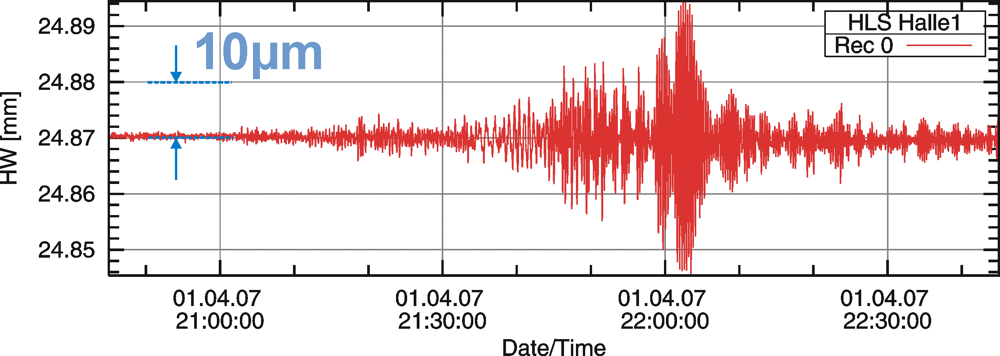 HLS Halle1
Rec 0
10µm
24.89
24.88
24.87
24.86
24.85
HW [mm]
01.04.07 01.04.07 01.04.07 01.04.07
21:00:00 21:30:00 22:00:00 22:30:00
Date/Time